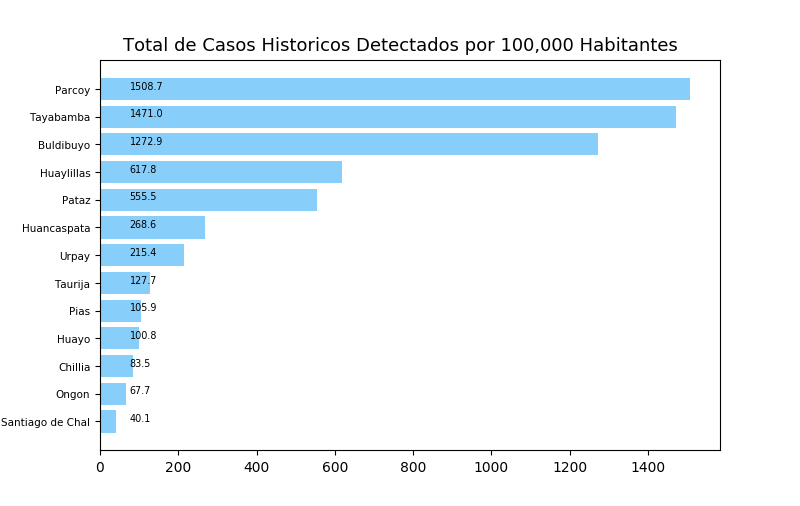 Total de Casos Historicos Detectados por 100,000 Habitantes
Parcoy 1508.7
Tayabamba 1471.0
Buldibuyo 1272.9
Huaylillas 617.8
Pataz 555.5
Huancaspata 268.6
Urpay 215.4
Taurija 127.7
Pias 105.9
Huayo 100.8
Chillia 83.5
Ongon 67.7
Santiago de Chal 40.1
0 200 400 600 800 1000 1200 1400